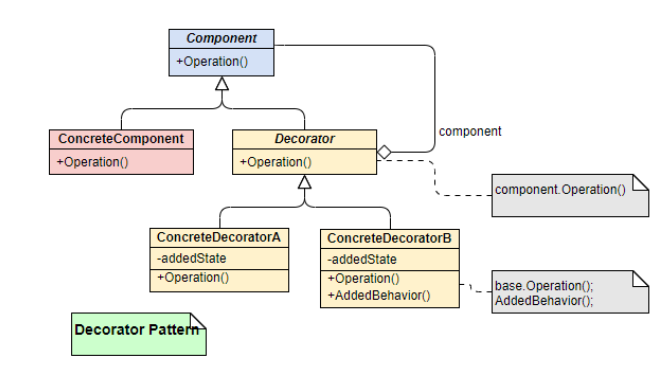 Component
+Operation()
component
ConcreteComponent
+Operation()
Decorator
+Operation()
component.Operation()
ConcreteDecoratorA
-addedState
+Operation()
ConcreteDecoratorB
-addedState
+Operation()
+AddedBehavior()
base.Operation();
AddedBehavior();
Decorator Pattern